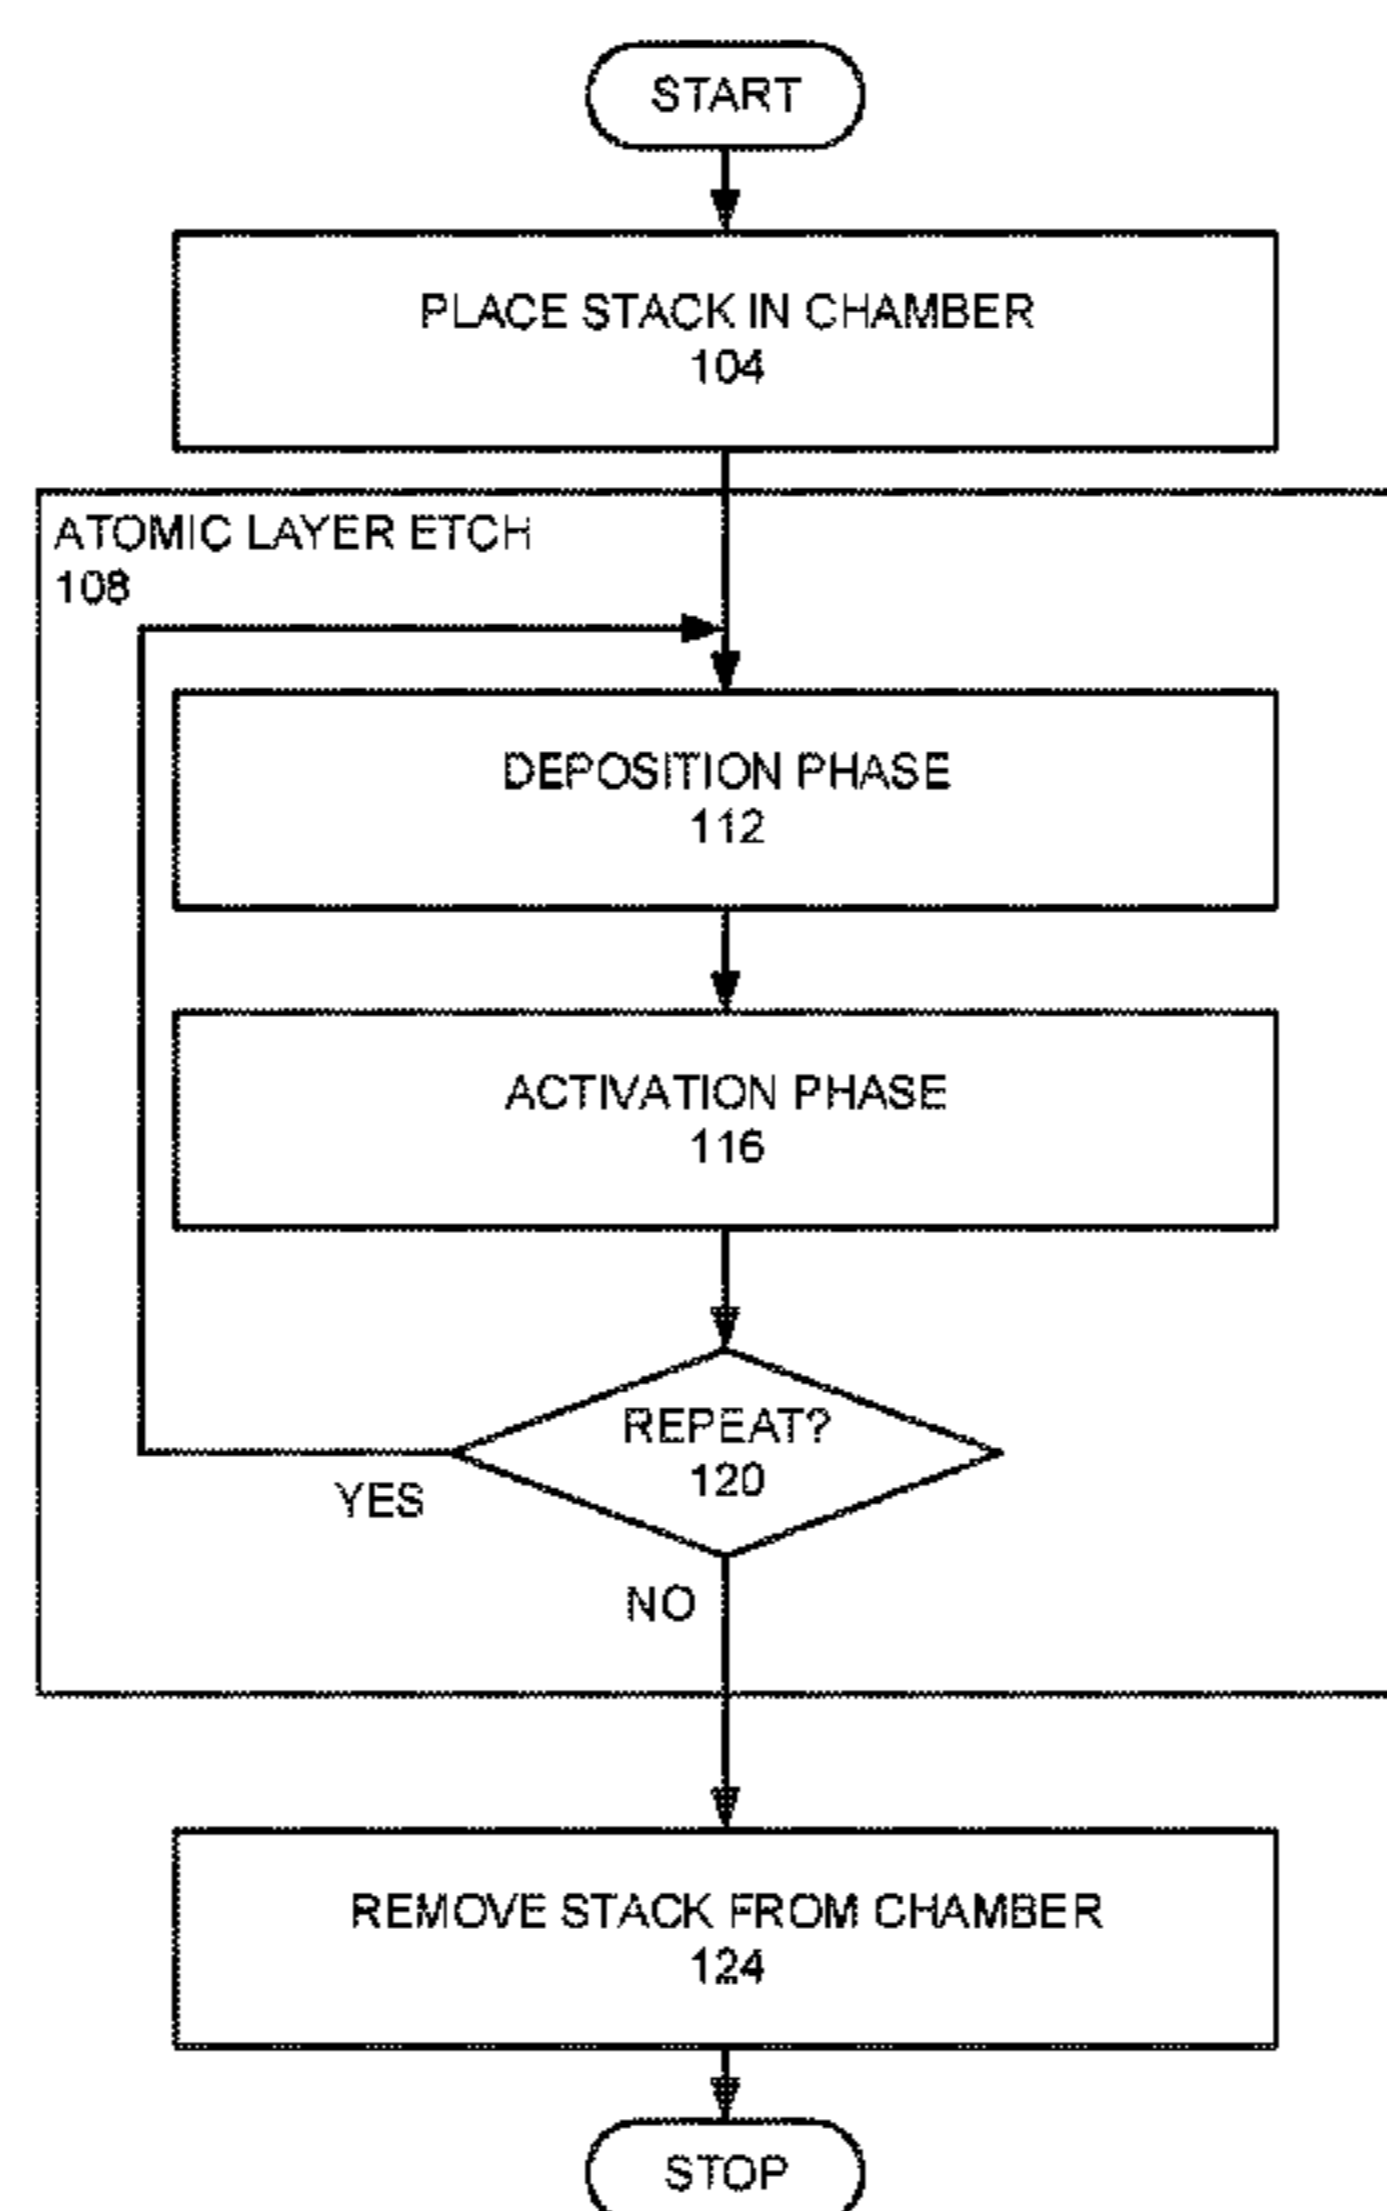 START
PLACE STACK IN CHAMBER
104
ATOMIC LAYER ETCH
108
DEPOSITION PHASE
112
ACTIVATION PHASE
116
REPEAT?
120
YES
NO
REMOVE STACK FROM CHAMBER
124
STOP